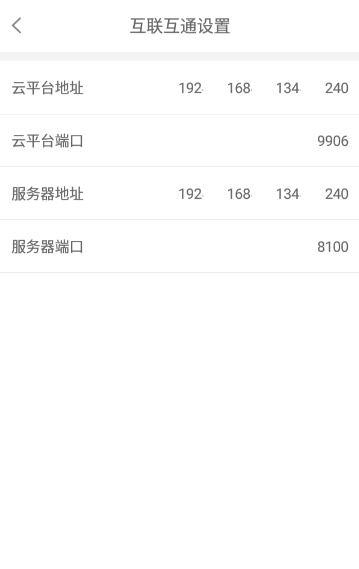 互联互通设置
云平台地址 192. 168. 134. 240
云平台端口 9906
服务器地址 192. 168. 134. 240
服务器端口 8100